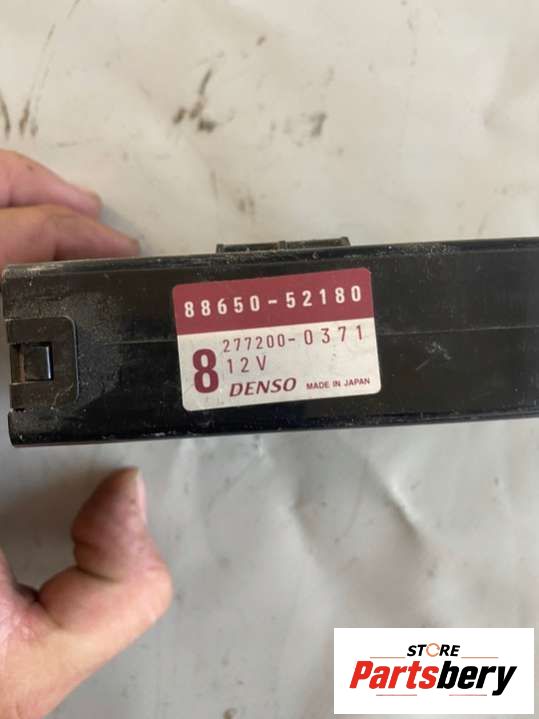 88650-52180
277200-0371
8 12V
DENSO MADE IN JAPAN
STORE
Partsbery